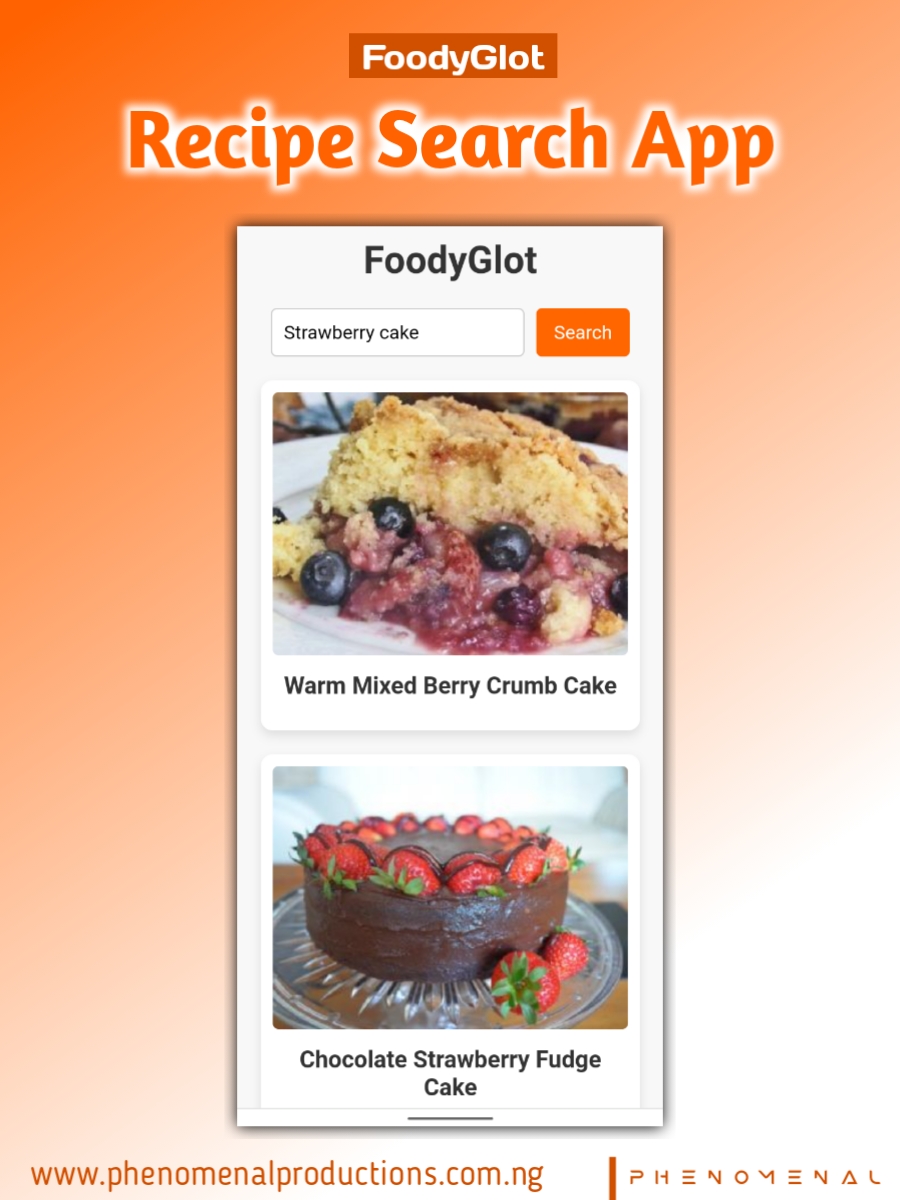 FoodyGlot
Recipe Search App
FoodyGlot
Strawberry cake
Search
Warm Mixed Berry Crumb Cake
Chocolate Strawberry Fudge
Cake
www.phenomenalproductions.com.ng
PHENOMENAL